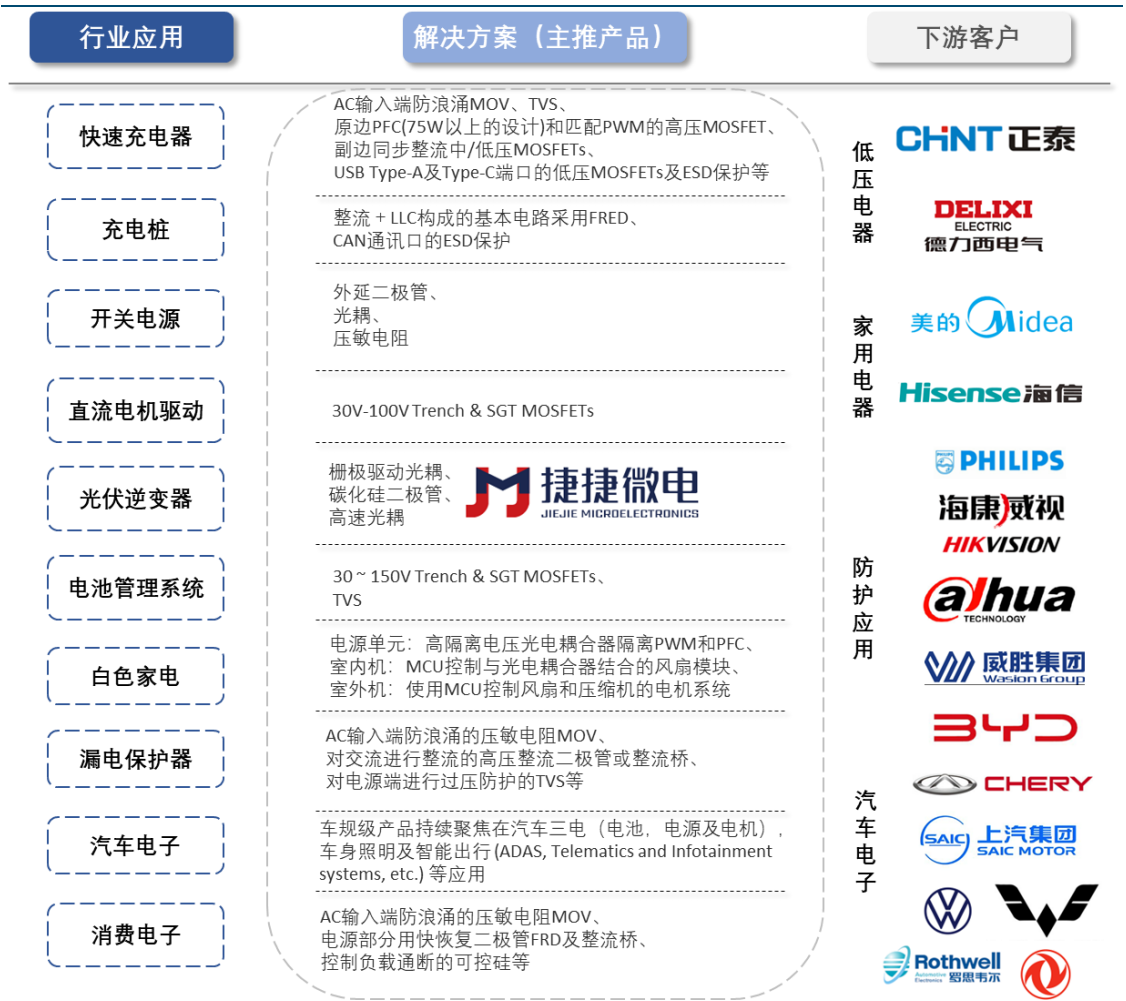 行业应用
解决方案（主推产品）
下游客户
快速充电器
AC输入端防浪涌MOV、TVS、
原边PFC(75W以上的设计)和匹配PWM的高压MOSFET、
副边同步整流中/低压MOSFETs、
USB Type-A及Type-C端口的低压MOSFETs及ESD保护等
充电桩
整流 + LLC构成的基本电路采用FRED、
CAN通讯口的ESD保护
开关电源
外延二极管、
光耦、
压敏电阻
直流电机驱动
30V-100V Trench & SGT MOSFETs
光伏逆变器
栅极驱动光耦、
碳化硅二极管、
高速光耦
捷捷微电
JIEJIE MICROELECTRONICS
电池管理系统
30 ~ 150V Trench & SGT MOSFETs、
TVS
白色家电
电源单元：高隔离电压光电耦合器隔离PWM和PFC、
室内机：MCU控制与光电耦合器结合的风扇模块、
室外机：使用MCU控制风扇和压缩机的电机系统
漏电保护器
AC输入端防浪涌的压敏电阻MOV、
对交流进行整流的高压整流二极管或整流桥、
对电源端进行过压防护的TVS等
汽车电子
车规级产品持续聚焦在汽车三电（电池，电源及电机）,
车身照明及智能出行 (ADAS, Telematics and Infotainment
systems, etc.) 等应用
消费电子
AC输入端防浪涌的压敏电阻MOV、
电源部分用快恢复二极管FRD及整流桥、
控制负载通断的可控硅等
低压电器
CHNT 正泰
DELIXI
ELECTRIC
德力西电气
家用电器
美的 Midea
Hisense 海信
防护应用
PHILIPS
海康威视
HIKVISION
alhua
TECHNOLOGY
威胜集团
Wasion Group
汽车电子
BYD
CHERY
SAIC 上汽集团
SAIC MOTOR
Rothwell
Automotive Electronics 罗思韦尔